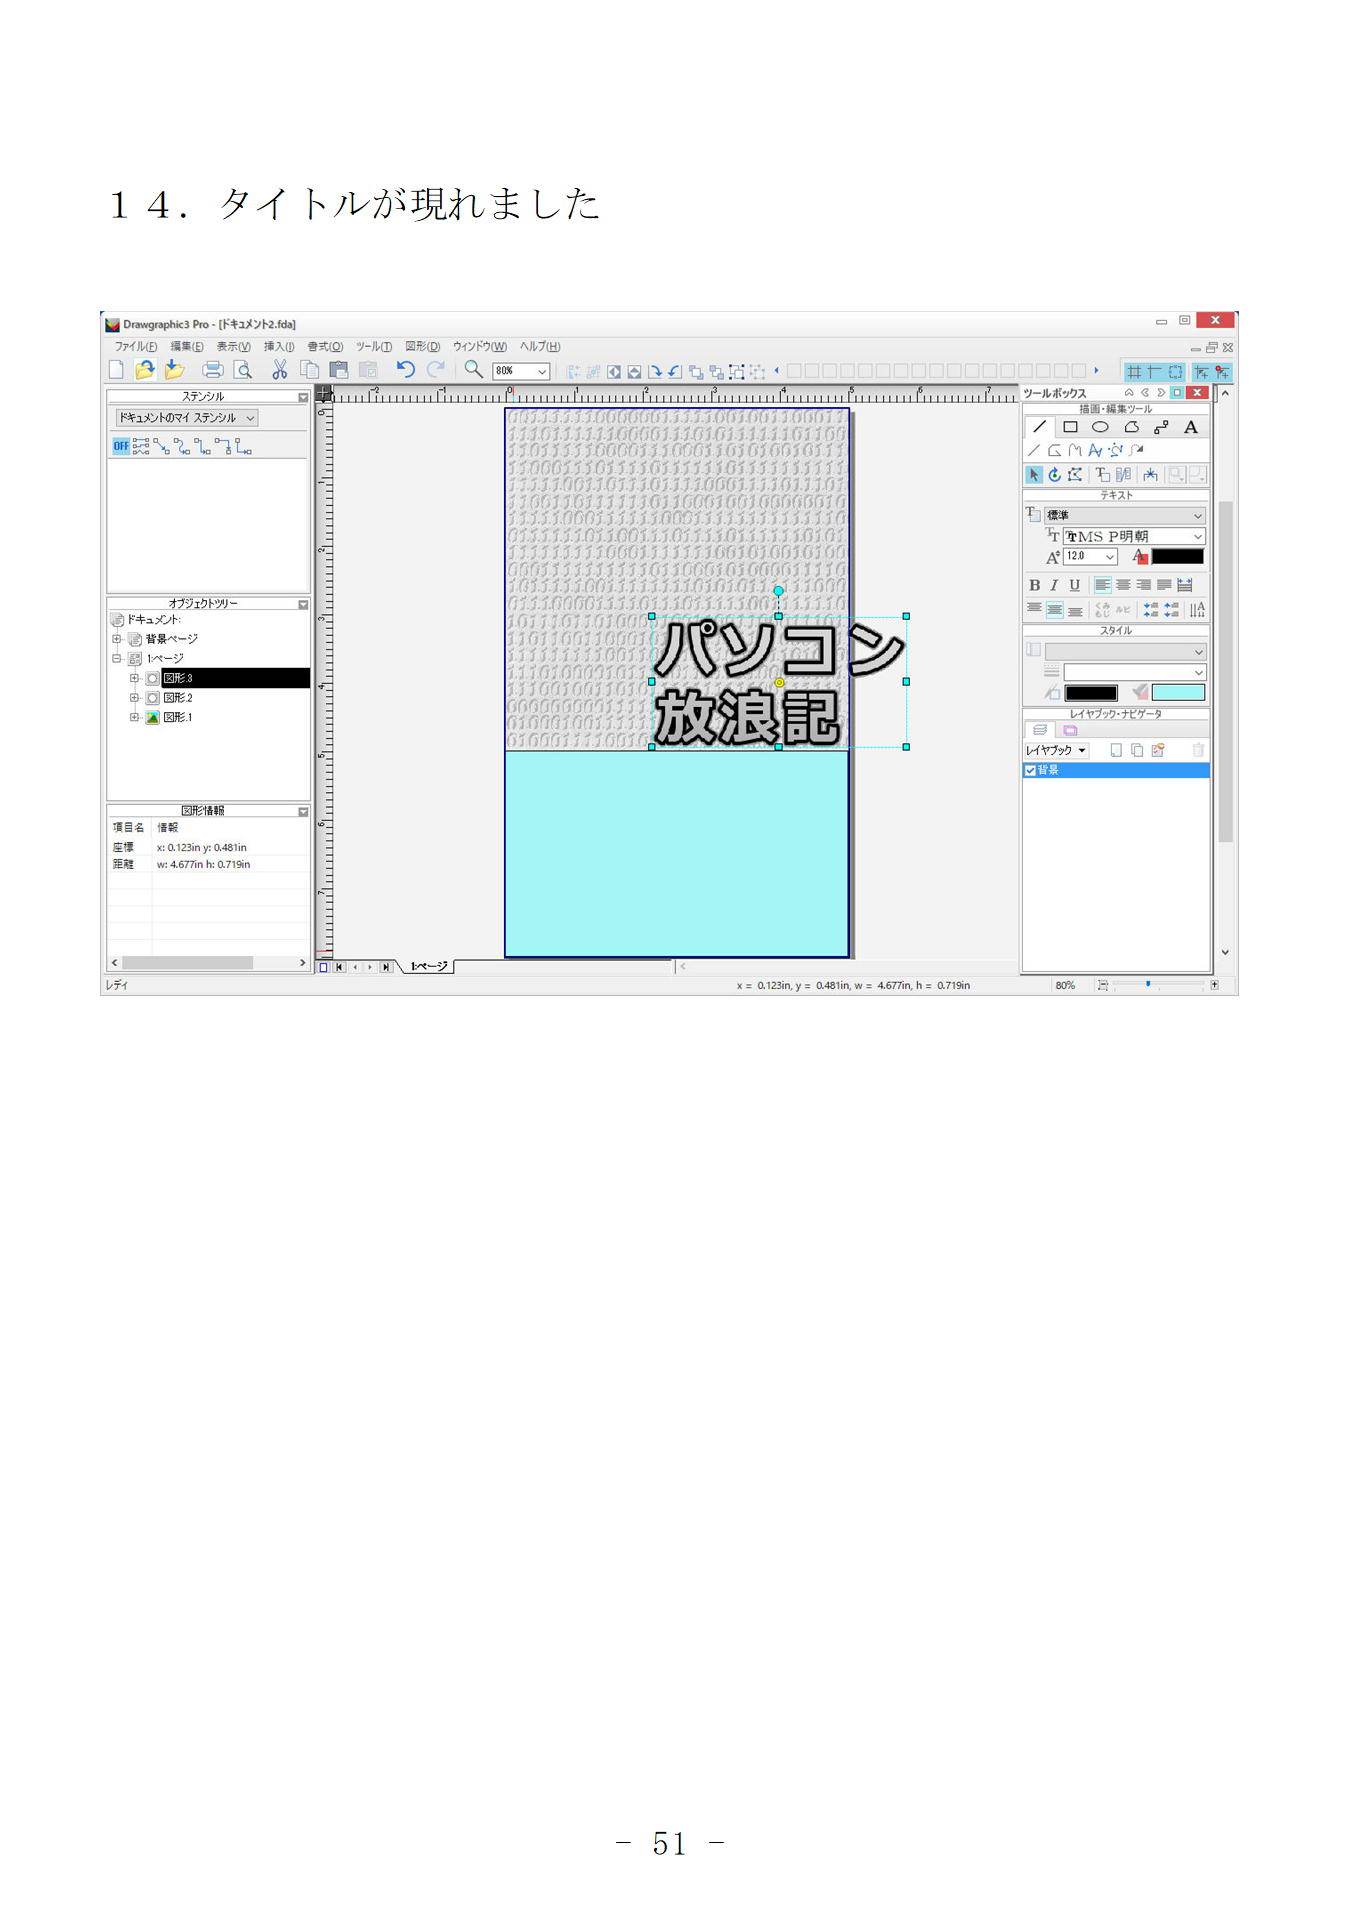 １４．タイトルが現れました
Drawgraphic3 Pro - [ドキュメント2.fda]
ファイル(F) 編集(E) 表示(V) 挿入(I) 書式(O) ツール(T) 図形(D) ウィンドウ(W) ヘルプ(H)
80%
ステンシル
ドキュメントのマイ ステンシル
OFF
オブジェクトツリー
ドキュメント:
背景ページ
1:ページ
図形.3
図形.2
図形.1
図形情報
項目名 情報
座標 x: 0.123in y: 0.481in
距離 w: 4.677in h: 0.719in
パソコン
放浪記
1:ページ
ツールボックス
描画・編集ツール
テキスト
標準
MS P明朝
12.0
B I U
スタイル
レイヤブック・ナビゲータ
レイヤブック
背景
レディ
x = 0.123in, y = 0.481in, w = 4.677in, h = 0.719in
80%
- 51 -